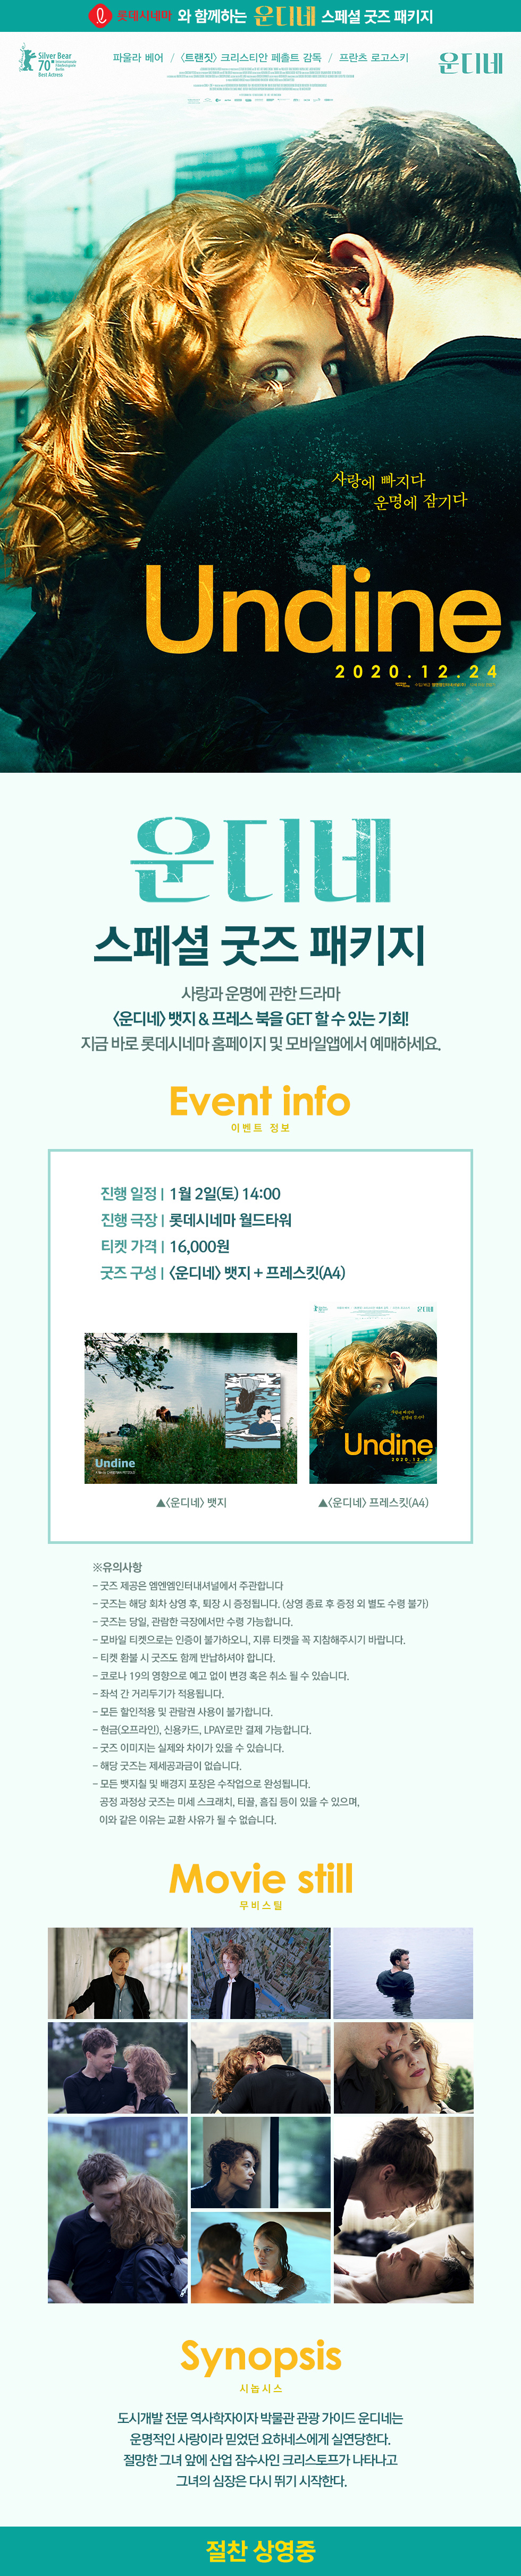 롯데시네마 와 함께하는 운디네 스페셜 굿즈 패키지
Silver Bear
70
Best Actress
파울라 베어 / 〈트랜짓〉 크리스티안 페촐트 감독 / 프란츠 로고스키
운디네
사랑에 빠지다
운명에 잠기다
Undine
2020.12.24
운디네
스페셜 굿즈 패키지
사랑과 운명에 관한 드라마
〈운디네〉 뱃지 & 프레스 북을 GET 할 수 있는 기회!
지금 바로 롯데시네마 홈페이지 및 모바일앱에서 예매하세요.
Event info
이벤트 정보
진행 일정 | 1월 2일(토) 14:00
진행 극장 | 롯데시네마 월드타워
티켓 가격 | 16,000원
굿즈 구성 | 〈운디네〉 뱃지 + 프레스킷(A4)
Undine
운디네
사랑에 빠지다
운명에 잠기다
Undine
2020.12.24
▲〈운디네〉 뱃지
▲〈운디네〉 프레스킷(A4)
※유의사항
- 굿즈 제공은 엠엔엠인터내셔널에서 주관합니다
- 굿즈는 해당 회차 상영 후, 퇴장 시 증정됩니다. (상영 종료 후 증정 외 별도 수령 불가)
- 굿즈는 당일, 관람한 극장에서만 수령 가능합니다.
- 모바일 티켓으로는 인증이 불가하오니, 지류 티켓을 꼭 지참해주시기 바랍니다.
- 티켓 환불 시 굿즈도 함께 반납하셔야 합니다.
- 코로나 19의 영향으로 예고 없이 변경 혹은 취소 될 수 있습니다.
- 좌석 간 거리두기가 적용됩니다.
- 모든 할인적용 및 관람권 사용이 불가합니다.
- 현금(오프라인), 신용카드, LPAY로만 결제 가능합니다.
- 굿즈 이미지는 실제와 차이가 있을 수 있습니다.
- 해당 굿즈는 제세공과금이 없습니다.
- 모든 뱃지칠 및 배경지 포장은 수작업으로 완성됩니다.
공정 과정상 굿즈는 미세 스크래치, 티끌, 흠집 등이 있을 수 있으며,
이와 같은 이유는 교환 사유가 될 수 없습니다.
Movie still
무비스틸
Synopsis
시놉시스
도시개발 전문 역사학자이자 박물관 관광 가이드 운디네는
운명적인 사랑이라 믿었던 요하네스에게 실연당한다.
절망한 그녀 앞에 산업 잠수사인 크리스토프가 나타나고
그녀의 심장은 다시 뛰기 시작한다.
절찬 상영중